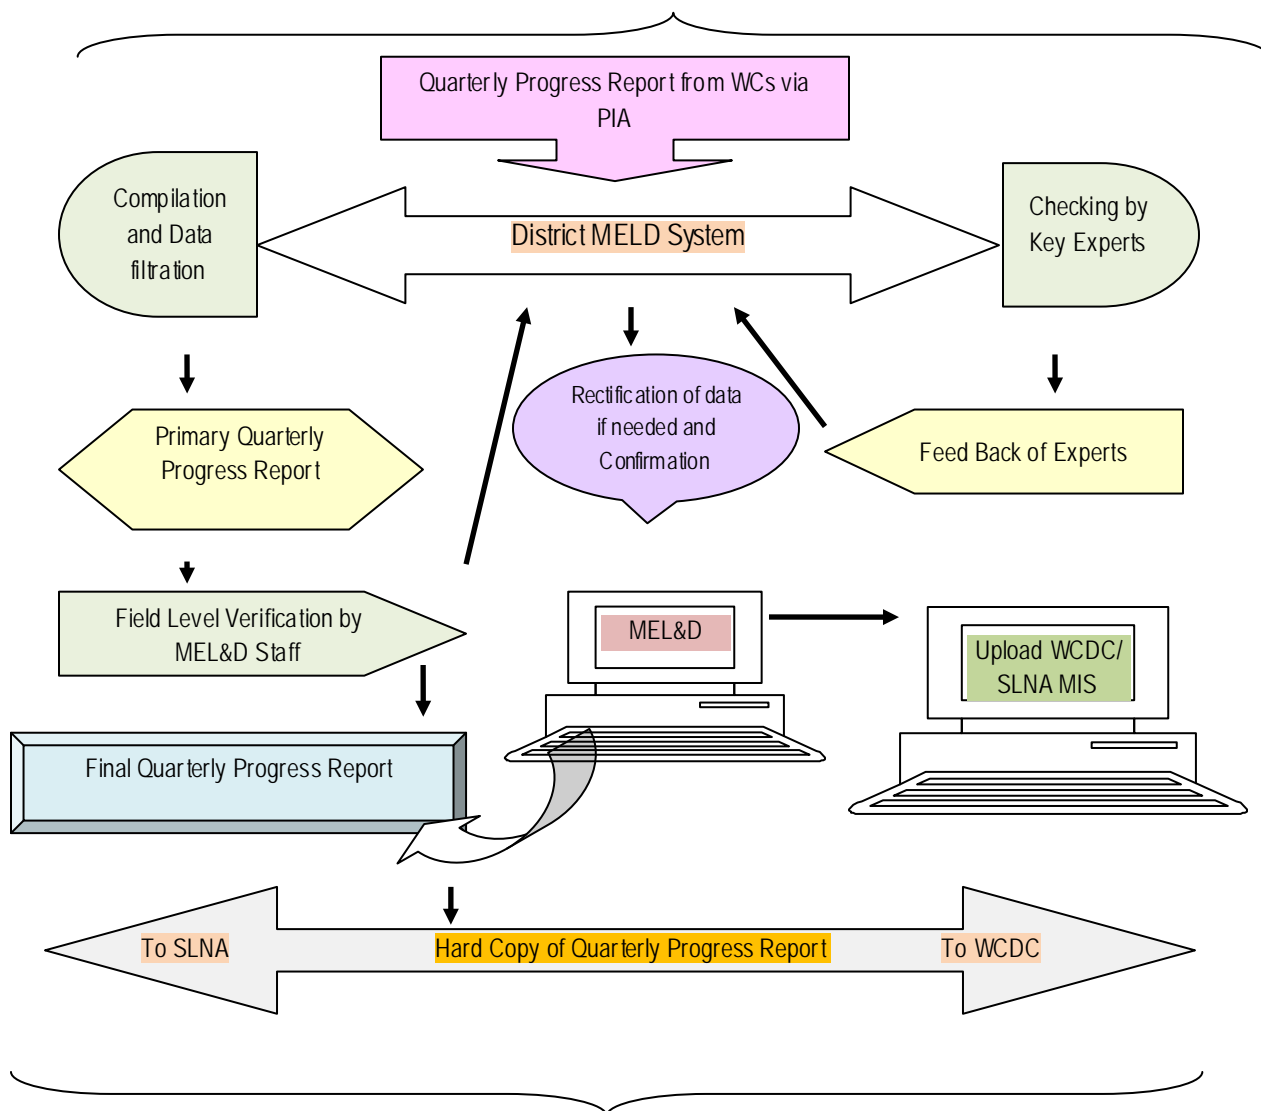 Quarterly Progress Report from WCs via
PIA
Compilation
and Data
filtration
District MELD System
Checking by
Key Experts
Primary Quarterly
Progress Report
Rectification of data
if needed and
Confirmation
Feed Back of Experts
Field Level Verification by
MEL&D Staff
MEL&D
Upload WCDC/
SLNA MIS
Final Quarterly Progress Report
To SLNA
Hard Copy of Quarterly Progress Report
To WCDC